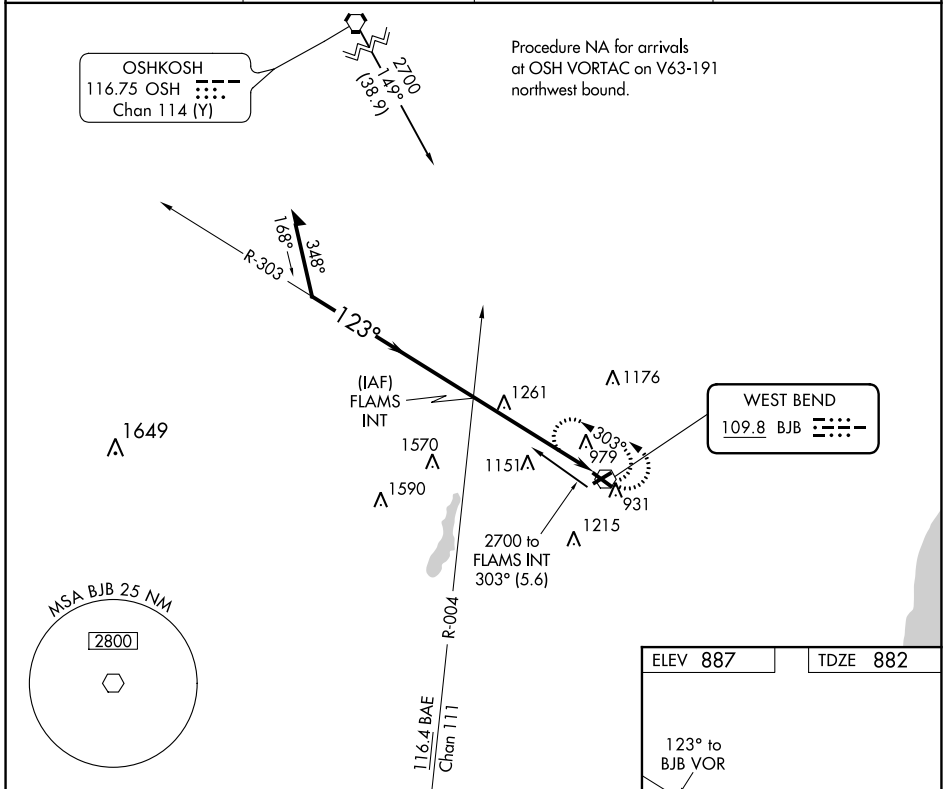 OSHKOSH
116.75 OSH
Chan 114 (Y)
2700
149°
(38.9)
Procedure NA for arrivals
at OSH VORTAC on V63-191
northwest bound.
R-303
168°
348°
123°
(IAF)
FLAMS
INT
1261
1176
WEST BEND
109.8 BJB
1649
1570
1590
1151
303°
979
931
1215
2700 to
FLAMS INT
303° (5.6)
MSA BJB 25 NM
2800
R-004
116.4 BAE
Chan 111
ELEV 887
TDZE 882
123° to
BJB VOR